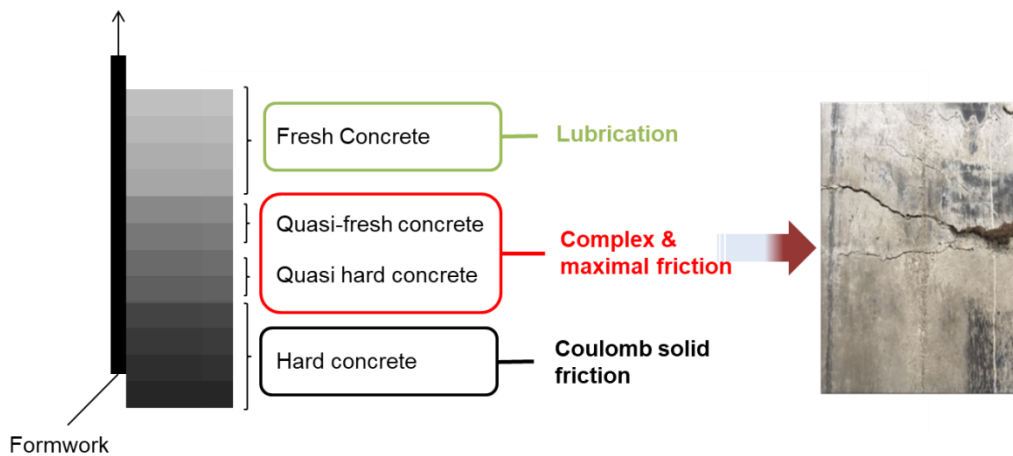 Fresh Concrete
Lubrication
Quasi-fresh concrete
Quasi hard concrete
Complex &
maximal friction
Hard concrete
Coulomb solid
friction
Formwork